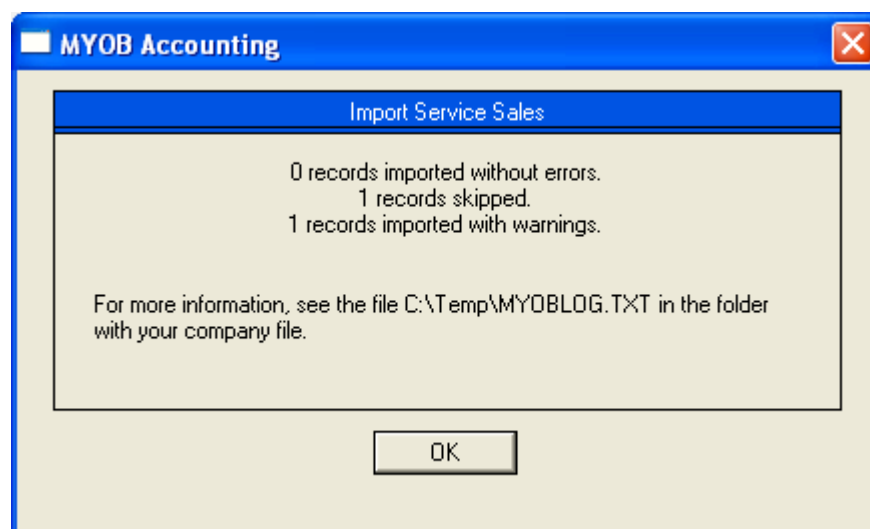 MYOB Accounting
Import Service Sales
0 records imported without errors.
1 records skipped.
1 records imported with warnings.
For more information, see the file C:\Temp\MYOBLOG.TXT in the folder
with your company file.
OK